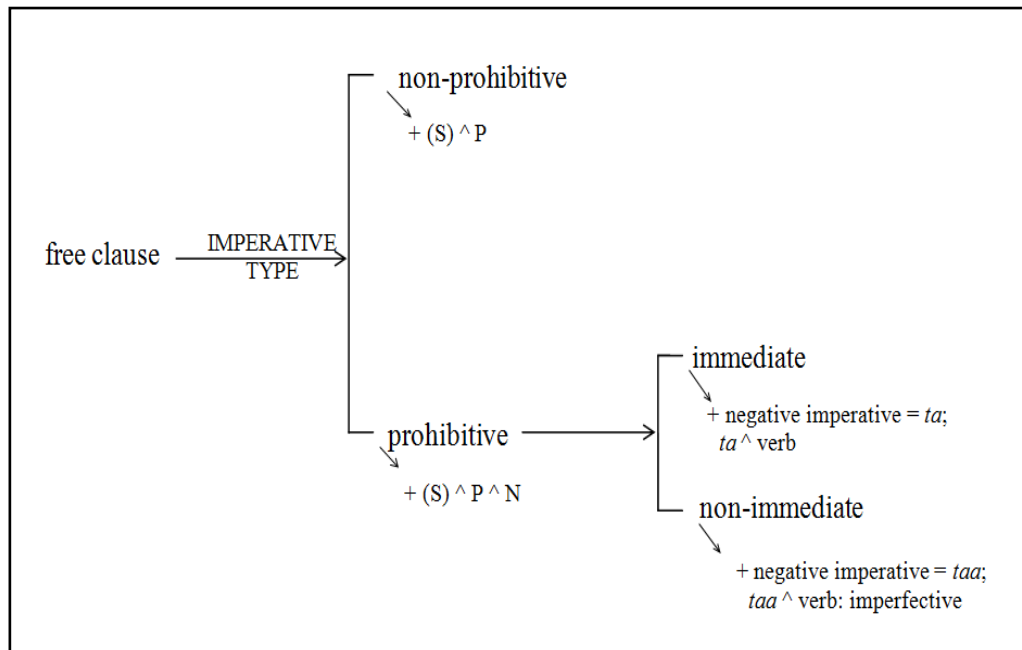 non-prohibitive
+ (S) ^ P
free clause
IMPERATIVE
TYPE
immediate
+ negative imperative = ta;
ta ^ verb
prohibitive
+ (S) ^ P ^ N
non-immediate
+ negative imperative = taa;
taa ^ verb: imperfective